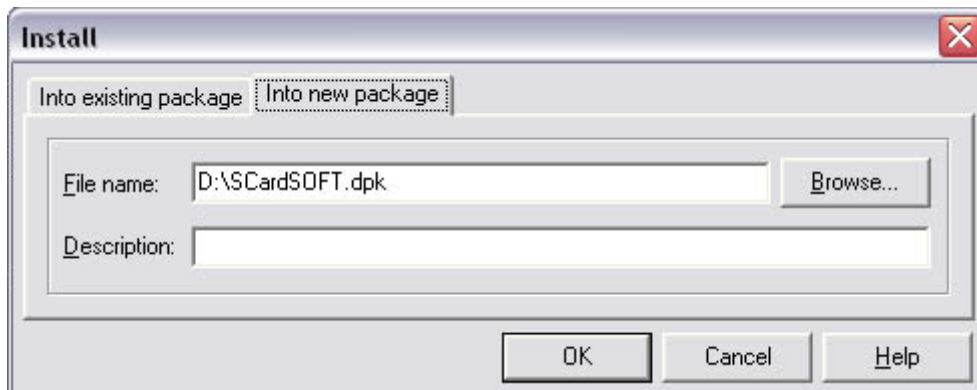 Install
Into existing package Into new package
File name: D:\SCardSOFT.dpk Browse...
Description:
OK Cancel Help